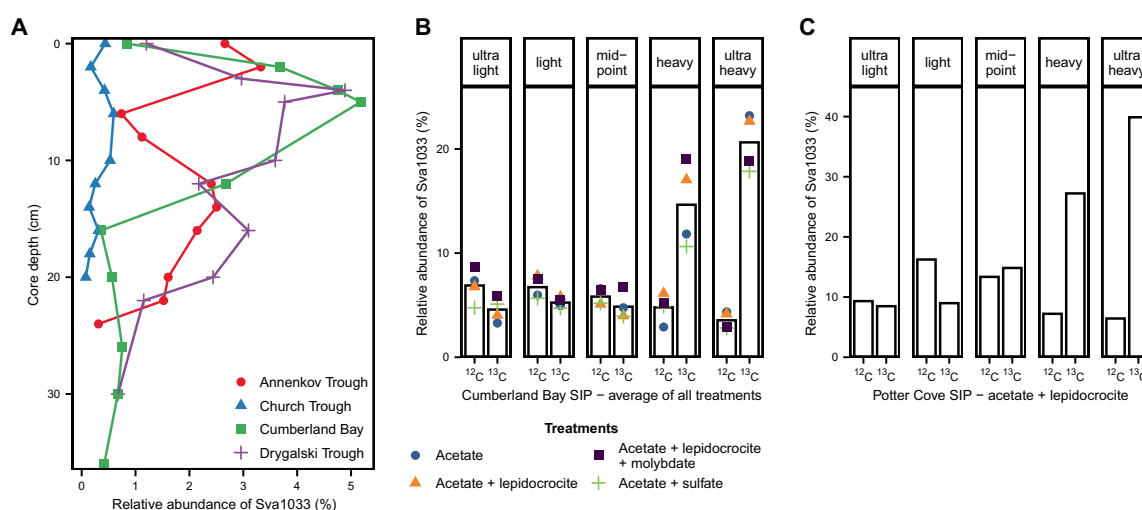 A
0
10
20
30
Core depth (cm)
0
1
2
3
4
5
Relative abundance of Sva1033 (%)
Annenkov Trough
Church Trough
Cumberland Bay
Drygalski Trough
B
ultra
light
light
mid−
point
heavy
ultra
heavy
Relative abundance of Sva1033 (%)
0
10
20
¹²C ¹³C
¹²C ¹³C
¹²C ¹³C
¹²C ¹³C
¹²C ¹³C
Cumberland Bay SIP − average of all treatments
Treatments
Acetate
Acetate + lepidocrocite
Acetate + lepidocrocite
+ molybdate
Acetate + sulfate
C
ultra
light
light
mid−
point
heavy
ultra
heavy
Relative abundance of Sva1033 (%)
0
10
20
30
40
¹²C ¹³C
¹²C ¹³C
¹²C ¹³C
¹²C ¹³C
¹²C ¹³C
Potter Cove SIP − acetate + lepidocrocite